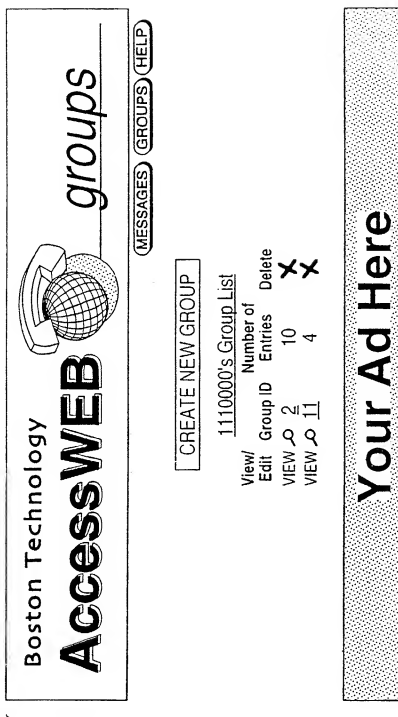 Boston Technology
AccessWEB
groups
MESSAGES GROUPS HELP
CREATE NEW GROUP
1110000's Group List
View/ Number of
Edit Group ID Entries Delete
VIEW 2 10 X
VIEW 11 4 X
Your Ad Here